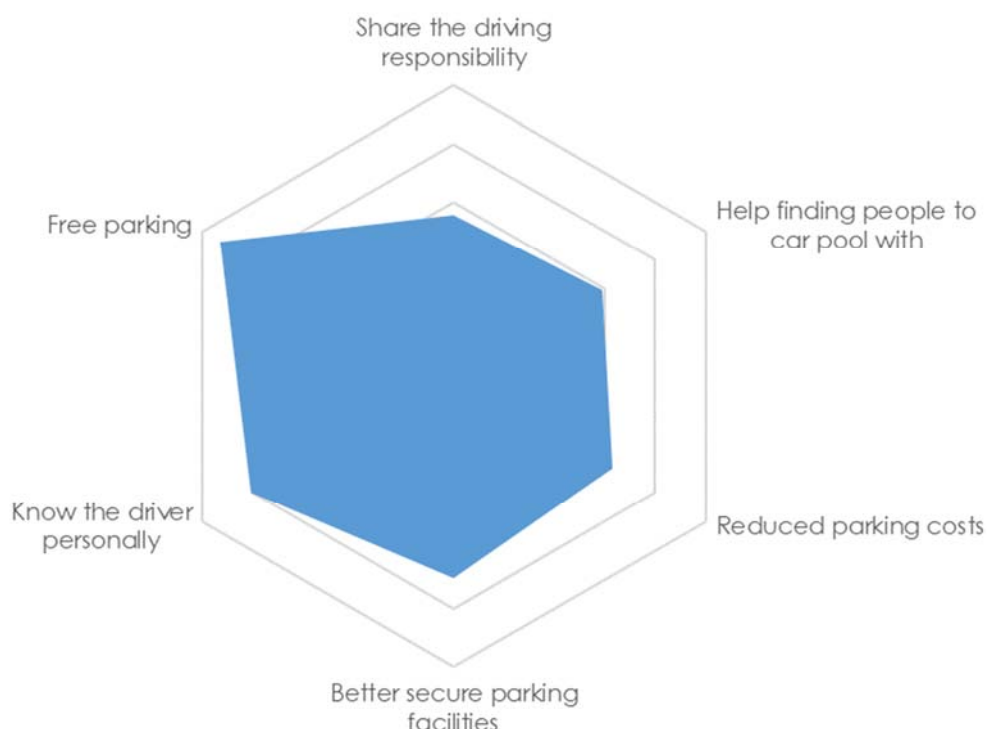 Share the driving
responsibility
Help finding people to
car pool with
Free parking
Know the driver
personally
Reduced parking costs
Better secure parking
facilities